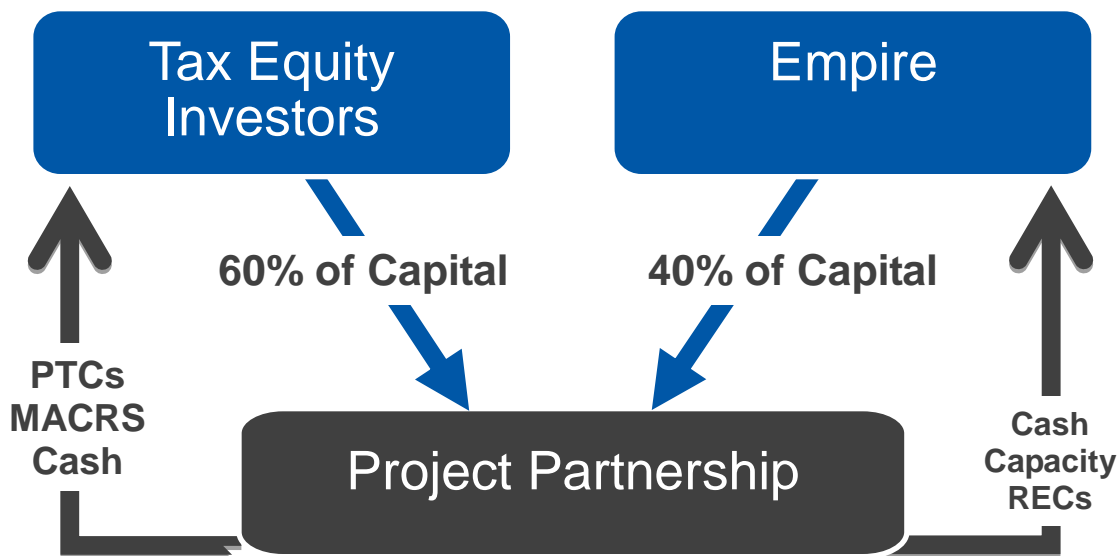 Tax Equity
Investors
Empire
60% of Capital
40% of Capital
PTCs
MACRS
Cash
Cash
Capacity
RECs
Project Partnership